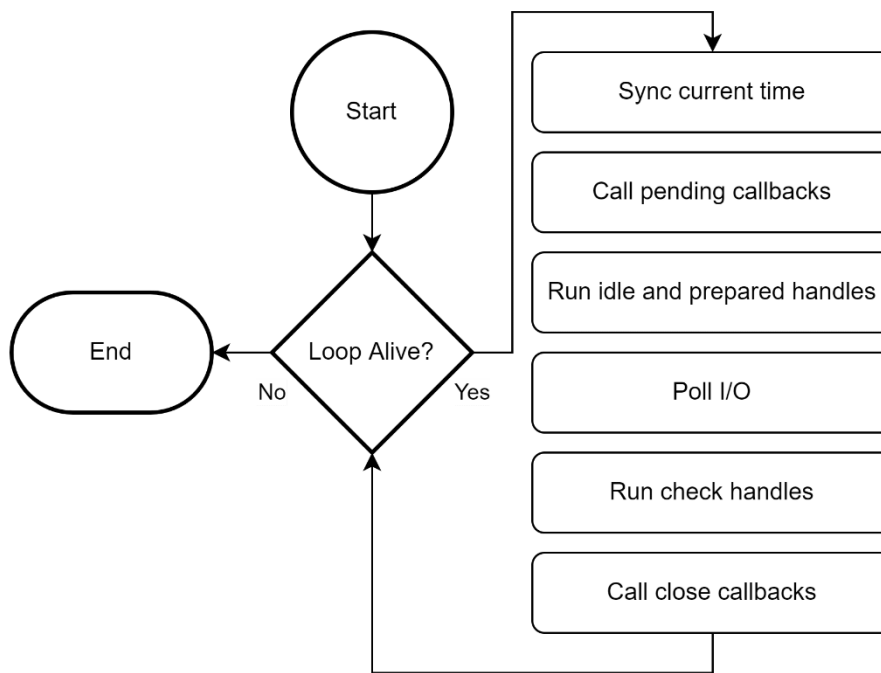 Start
Loop Alive?
No
Yes
End
Sync current time
Call pending callbacks
Run idle and prepared handles
Poll I/O
Run check handles
Call close callbacks